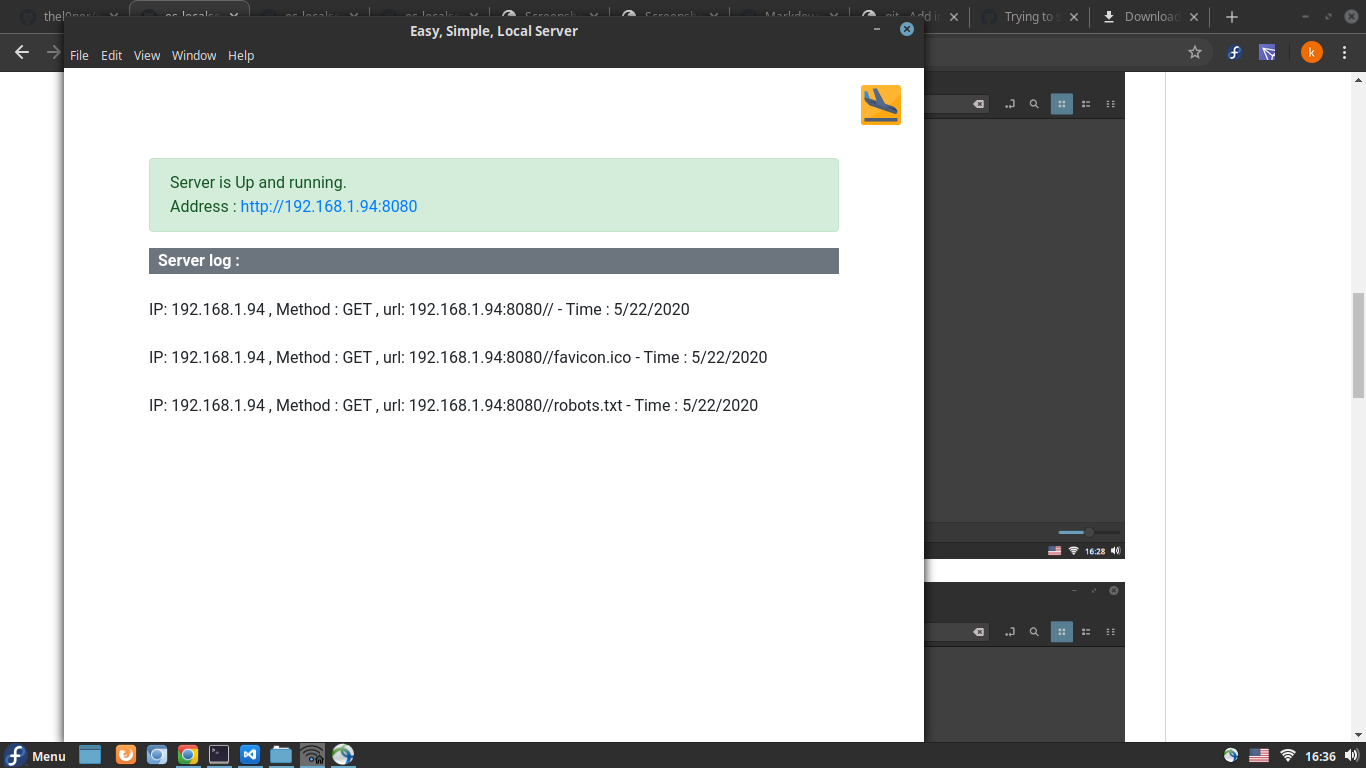 thel0ner
es-locals
es-locals
es-locals
Screensh
Screensh
Markdow
git - Add i
Trying to s
Download
Easy, Simple, Local Server
k
File Edit View Window Help
Server is Up and running.
Address : http://192.168.1.94:8080
Server log :
IP: 192.168.1.94 , Method : GET , url: 192.168.1.94:8080// - Time : 5/22/2020
IP: 192.168.1.94 , Method : GET , url: 192.168.1.94:8080//favicon.ico - Time : 5/22/2020
IP: 192.168.1.94 , Method : GET , url: 192.168.1.94:8080//robots.txt - Time : 5/22/2020
16:28
Menu
16:36